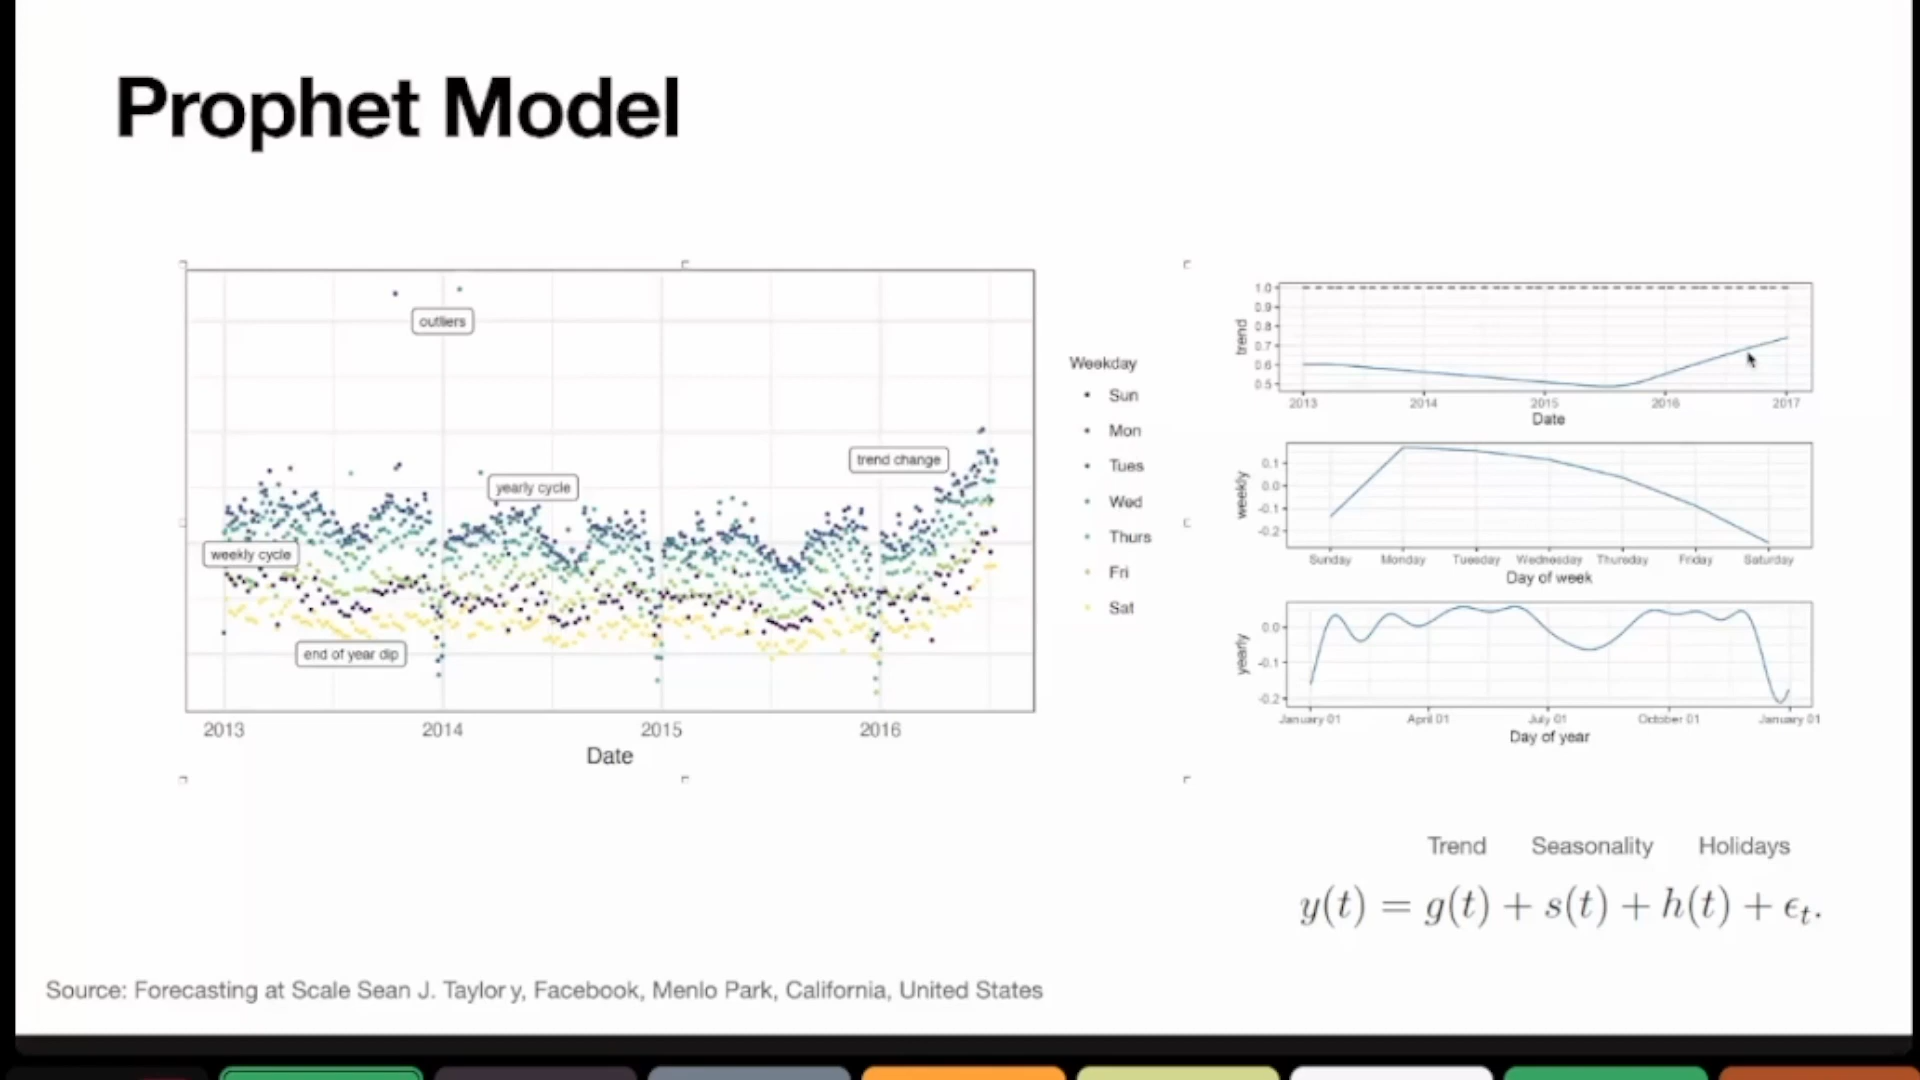 Prophet Model
outliers
yearly cycle
trend change
weekly cycle
end of year dip
2013 2014 2015 2016
Date
Weekday
Sun
Mon
Tues
Wed
Thurs
Fri
Sat
trend
1.0
0.9
0.8
0.7
0.6
0.5
2013 2014 2015 2016 2017
Date
weekly
0.1
0.0
-0.1
-0.2
Sunday Monday Tuesday Wednesday Thursday Friday Saturday
Day of week
yearly
0.0
-0.1
-0.2
January 01 April 01 July 01 October 01 January 01
Day of year
Trend Seasonality Holidays
y(t) = g(t) + s(t) + h(t) + ϵₜ.
Source: Forecasting at Scale Sean J. Taylor y, Facebook, Menlo Park, California, United States